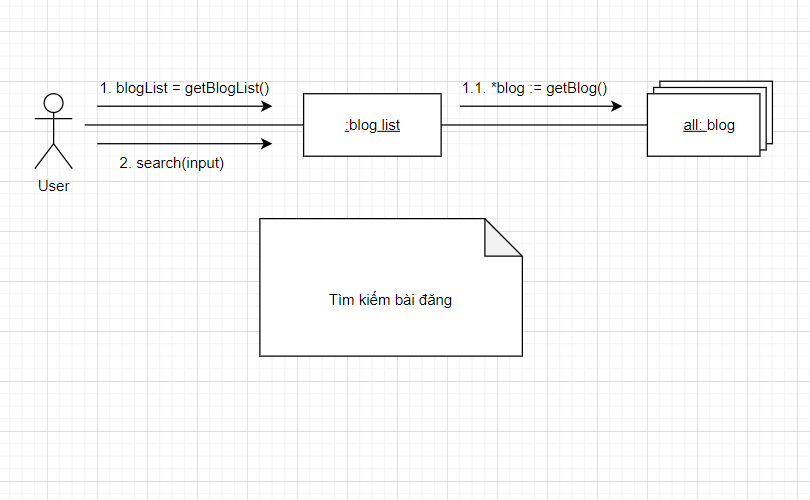 1. blogList = getBlogList()
1.1. *blog := getBlog()
:blog list
all: blog
2. search(input)
User
Tìm kiếm bài đăng